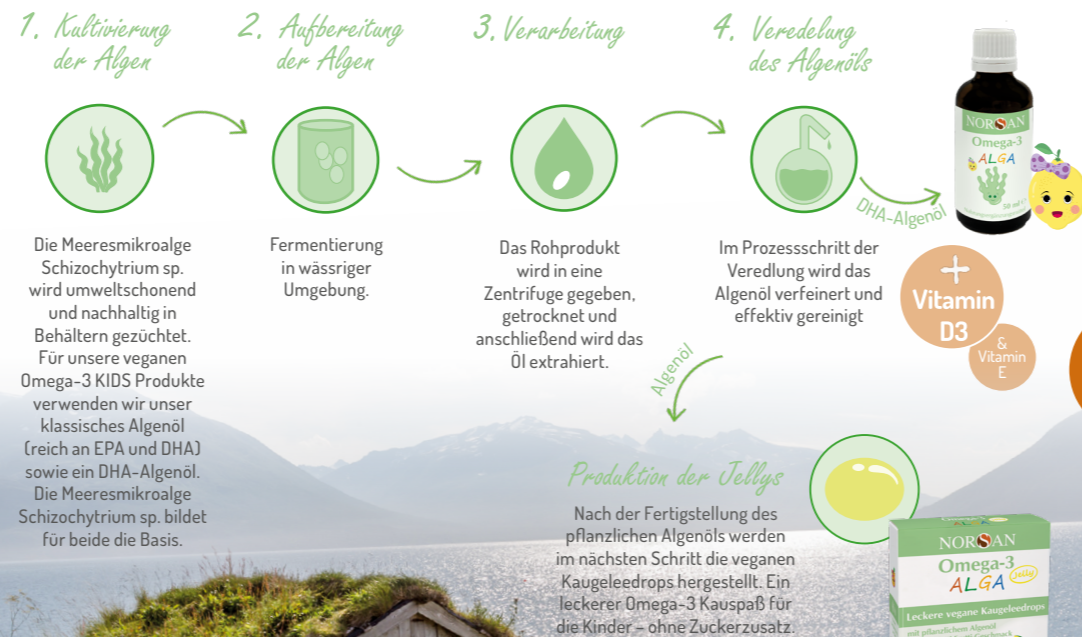 1. Kultivierung
der Algen
2. Aufbereitung
der Algen
3. Verarbeitung
4. Veredelung
des Algenöls
Die Meeresmikroalge
Schizochytrium sp.
wird umweltschonend
und nachhaltig in
Behältern gezüchtet.
Für unsere veganen
Omega-3 KIDS Produkte
verwenden wir unser
klassisches Algenöl
(reich an EPA und DHA)
sowie ein DHA-Algenöl.
Die Meeresmikroalge
Schizochytrium sp. bildet
für beide die Basis.
Fermentierung
in wässriger
Umgebung.
Das Rohprodukt
wird in eine
Zentrifuge gegeben,
getrocknet und
anschließend wird das
Öl extrahiert.
Im Prozessschritt der
Veredlung wird das
Algenöl verfeinert und
effektiv gereinigt
DHA-Algenöl
NORSAN
Omega-3
ALGA
50 ml
+
Vitamin
D3
&
Vitamin
E
Algenöl
Produktion der Jellys
Nach der Fertigstellung des
pflanzlichen Algenöls werden
im nächsten Schritt die veganen
Kaugeleedrops hergestellt. Ein
leckerer Omega-3 Kauspaß für
die Kinder – ohne Zuckerzusatz.
NORSAN
Omega-3
ALGA
Jelly
Leckere vegane Kaugeleedrops
mit pflanzlichem Algenöl